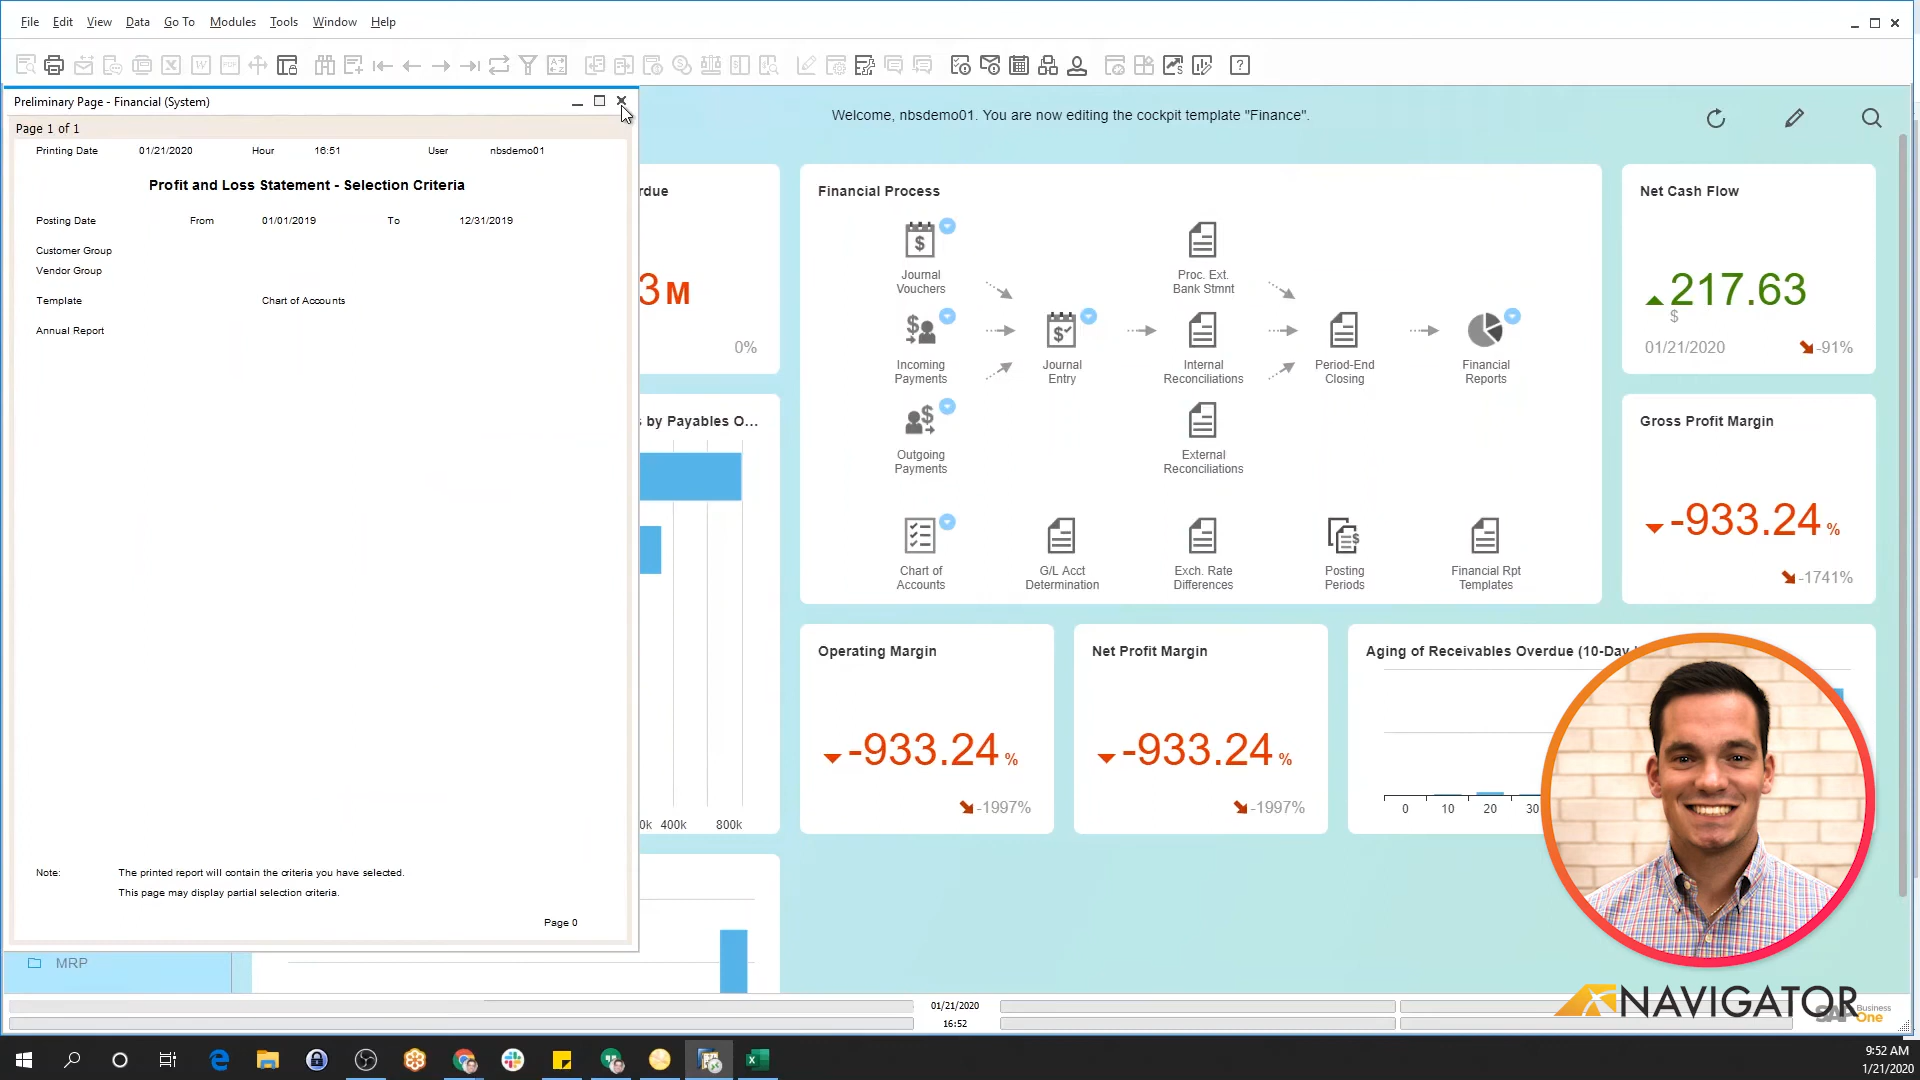 File Edit View Data Go To Modules Tools Window Help
Preliminary Page - Financial (System)
Page 1 of 1
Printing Date 01/21/2020 Hour 16:51 User nbsdemo01
Profit and Loss Statement - Selection Criteria
Posting Date From 01/01/2019 To 12/31/2019
Customer Group
Vendor Group
Template Chart of Accounts
Annual Report
Note: The printed report will contain the criteria you have selected.
This page may display partial selection criteria.
Page 0
MRP
Welcome, nbsdemo01. You are now editing the cockpit template "Finance".
rdue
3 M
0%
s by Payables O...
0k 400k 800k
Financial Process
Journal
Vouchers
Proc. Ext.
Bank Stmnt
Incoming
Payments
Journal
Entry
Internal
Reconciliations
Period-End
Closing
Financial
Reports
Outgoing
Payments
External
Reconciliations
Chart of
Accounts
G/L Acct
Determination
Exch. Rate
Differences
Posting
Periods
Financial Rpt
Templates
Net Cash Flow
217.63
$
01/21/2020 -91%
Gross Profit Margin
-933.24 %
-1741%
Operating Margin
-933.24 %
-1997%
Net Profit Margin
-933.24 %
-1997%
Aging of Receivables Overdue (10-Day
0 10 20 30
NAVIGATOR
SAP Business
One
01/21/2020
16:52
9:52 AM
1/21/2020